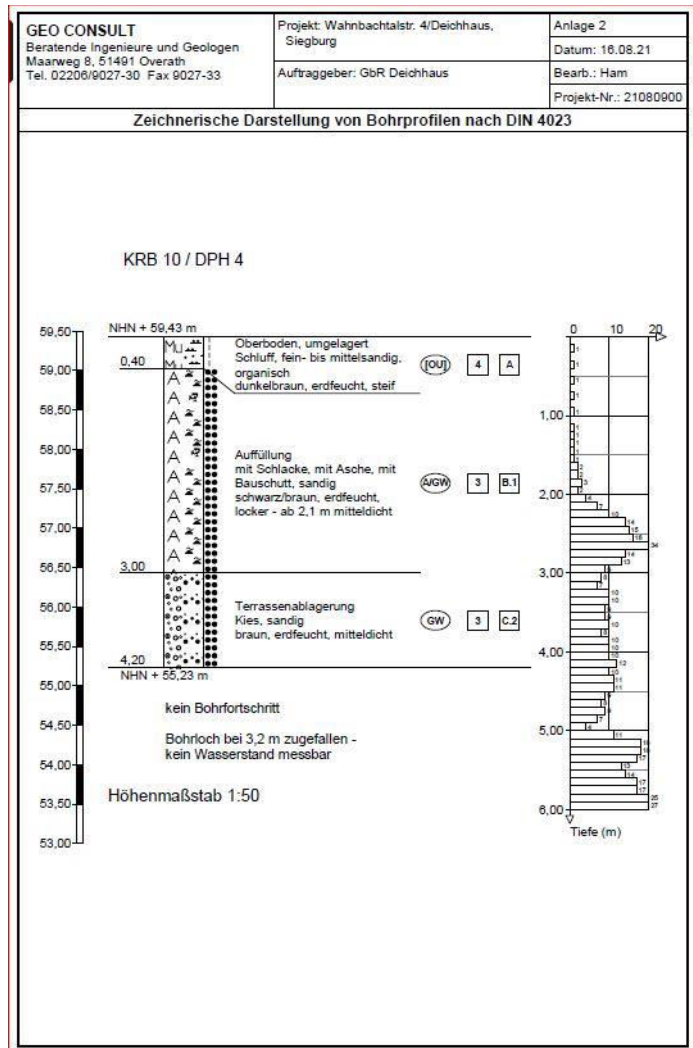 GEO CONSULT
Beratende Ingenieure und Geologen
Maarweg 8, 51491 Overath
Tel. 02206/9027-30 Fax 9027-33
Projekt: Wahnbachtalstr. 4/Deichhaus,
Siegburg
Auftraggeber: GbR Deichhaus
Anlage 2
Datum: 16.08.21
Bearb.: Ham
Projekt-Nr.: 21080900
Zeichnerische Darstellung von Bohrprofilen nach DIN 4023
KRB 10 / DPH 4
59,50
59,00
58,50
58,00
57,50
57,00
56,50
56,00
55,50
55,00
54,50
54,00
53,50
53,00
NHN + 59,43 m
0,40
Mu
Mu
Oberboden, umgelagert
Schluff, fein- bis mittelsandig,
organisch
dunkelbraun, erdfeucht, steif
[OU]
4
A
A
A
A
A
A
A
A
A
A
A
Auffüllung
mit Schlacke, mit Asche, mit
Bauschutt, sandig
schwarz/braun, erdfeucht,
locker - ab 2,1 m mitteldicht
A/GW
3
B.1
3,00
Terrassenablagerung
Kies, sandig
braun, erdfeucht, mitteldicht
GW
3
C.2
4,20
NHN + 55,23 m
kein Bohrfortschritt
Bohrloch bei 3,2 m zugefallen -
kein Wasserstand messbar
Höhenmaßstab 1:50
0 10 20
1,00
2,00
3,00
4,00
5,00
6,00
Tiefe (m)